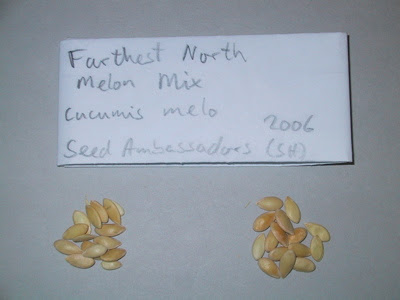 Farthest North
Melon Mix
Cucumis melo
2006
Seed Ambassadors (SH)